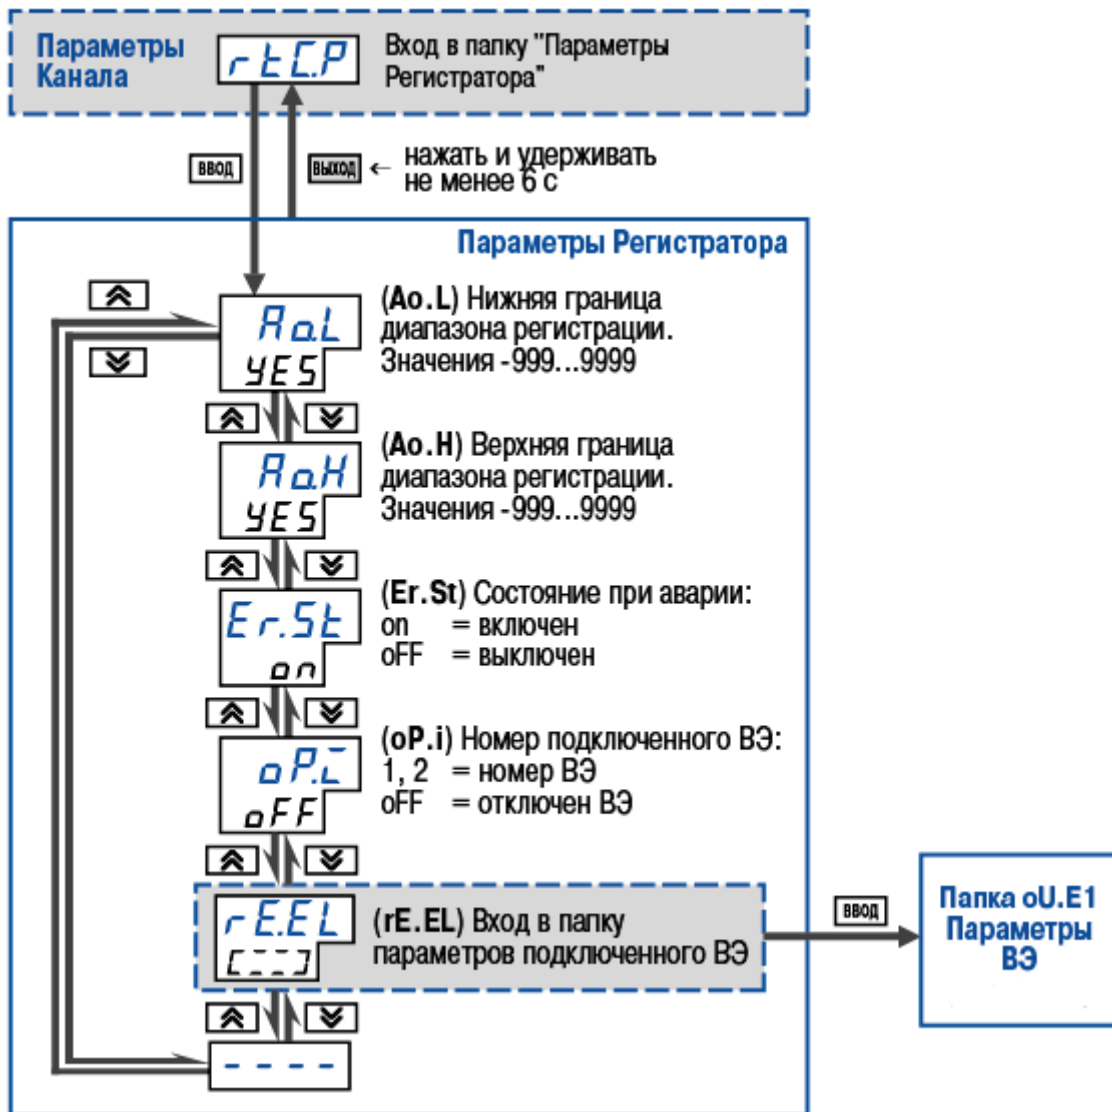 Параметры
Канала
rtC.P
Вход в папку "Параметры
Регистратора"
ВВОД
ВЫХОД
← нажать и удерживать
не менее 6 с
Параметры Регистратора
Ao.L
YES
(Ao.L) Нижняя граница
диапазона регистрации.
Значения -999...9999
Ao.H
YES
(Ao.H) Верхняя граница
диапазона регистрации.
Значения -999...9999
Er.St
on
(Er.St) Состояние при аварии:
on = включен
oFF = выключен
oP.i
oFF
(oP.i) Номер подключенного ВЭ:
1, 2 = номер ВЭ
oFF = отключен ВЭ
rE.EL
[---]
(rE.EL) Вход в папку
параметров подключенного ВЭ
ВВОД
Папка oU.E1
Параметры
ВЭ
- - - -